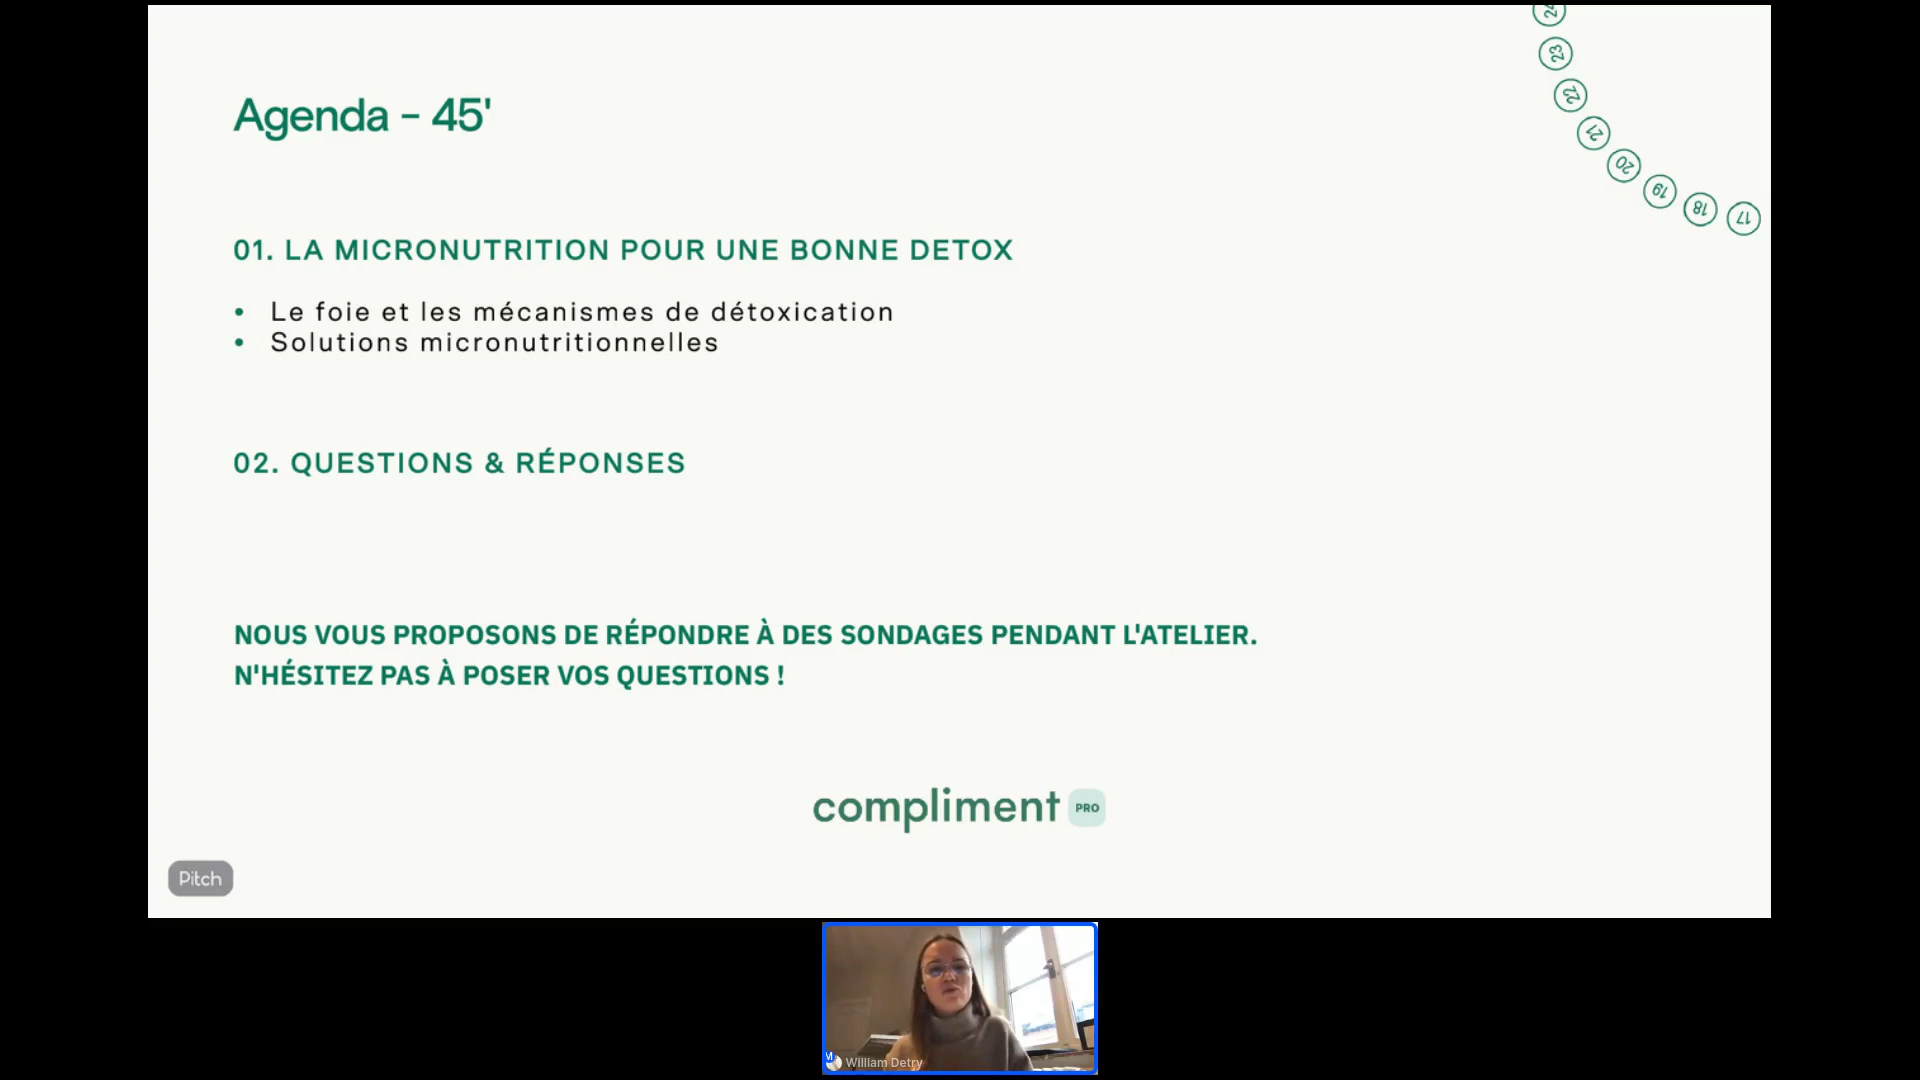 Agenda - 45'
24
23
22
21
20
19
18
17
01. LA MICRONUTRITION POUR UNE BONNE DETOX
• Le foie et les mécanismes de détoxication
• Solutions micronutritionnelles
02. QUESTIONS & RÉPONSES
NOUS VOUS PROPOSONS DE RÉPONDRE À DES SONDAGES PENDANT L'ATELIER.
N'HÉSITEZ PAS À POSER VOS QUESTIONS !
compliment PRO
Pitch
M
William Detry